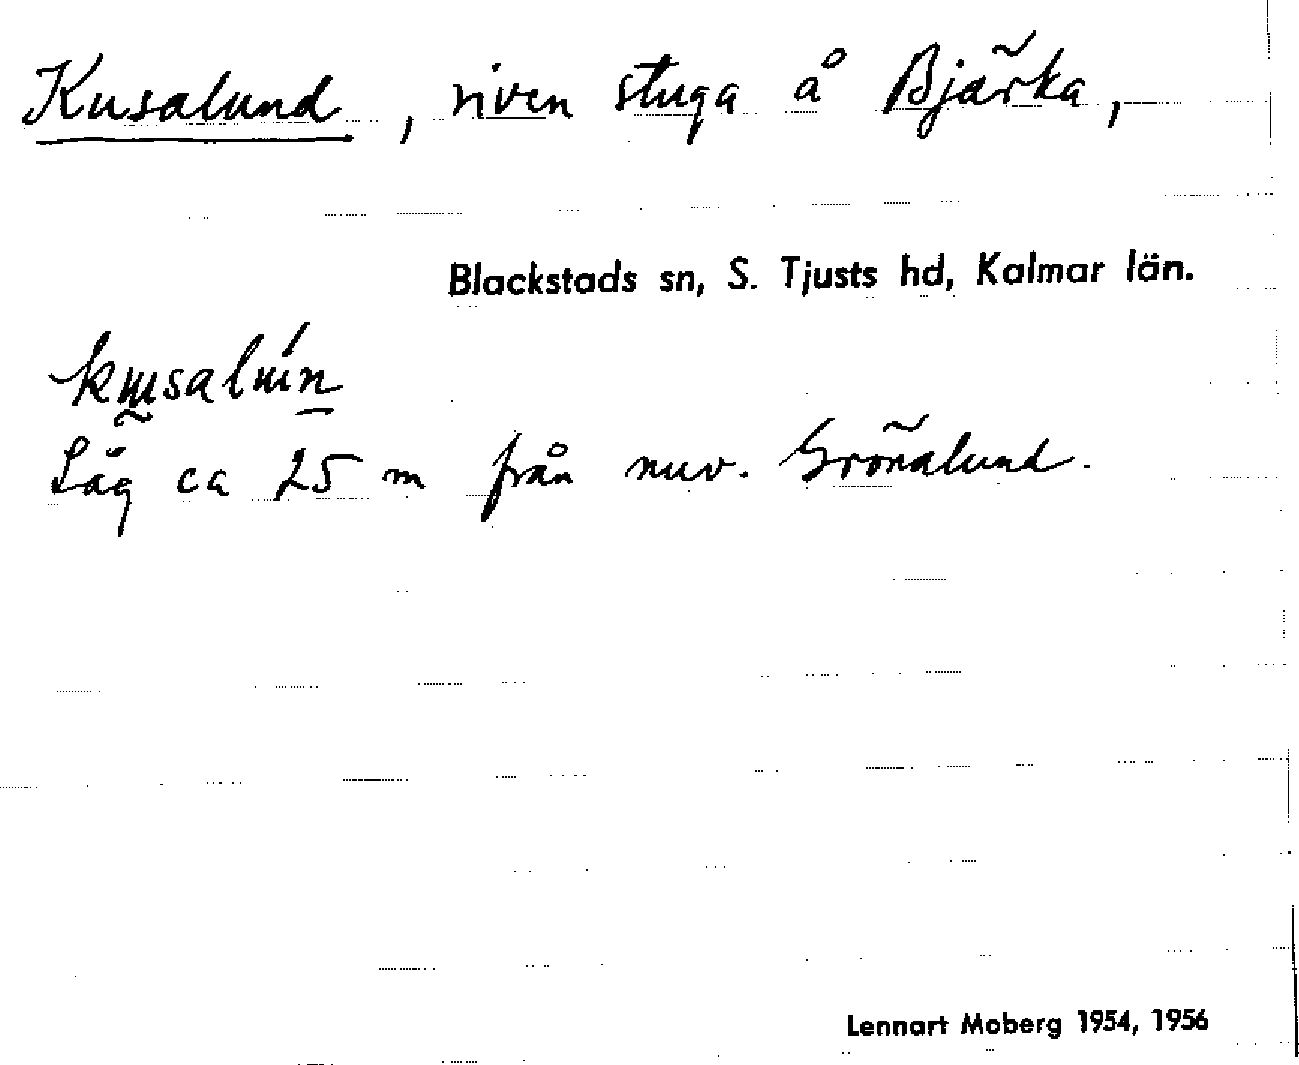 Kusalund, riven stuga å Bjärka,
Blackstads sn, S. Tjusts hd, Kalmar län.
Låg ca 25 m från nuv. Grönalund.
Lennart Moberg 1954, 1956